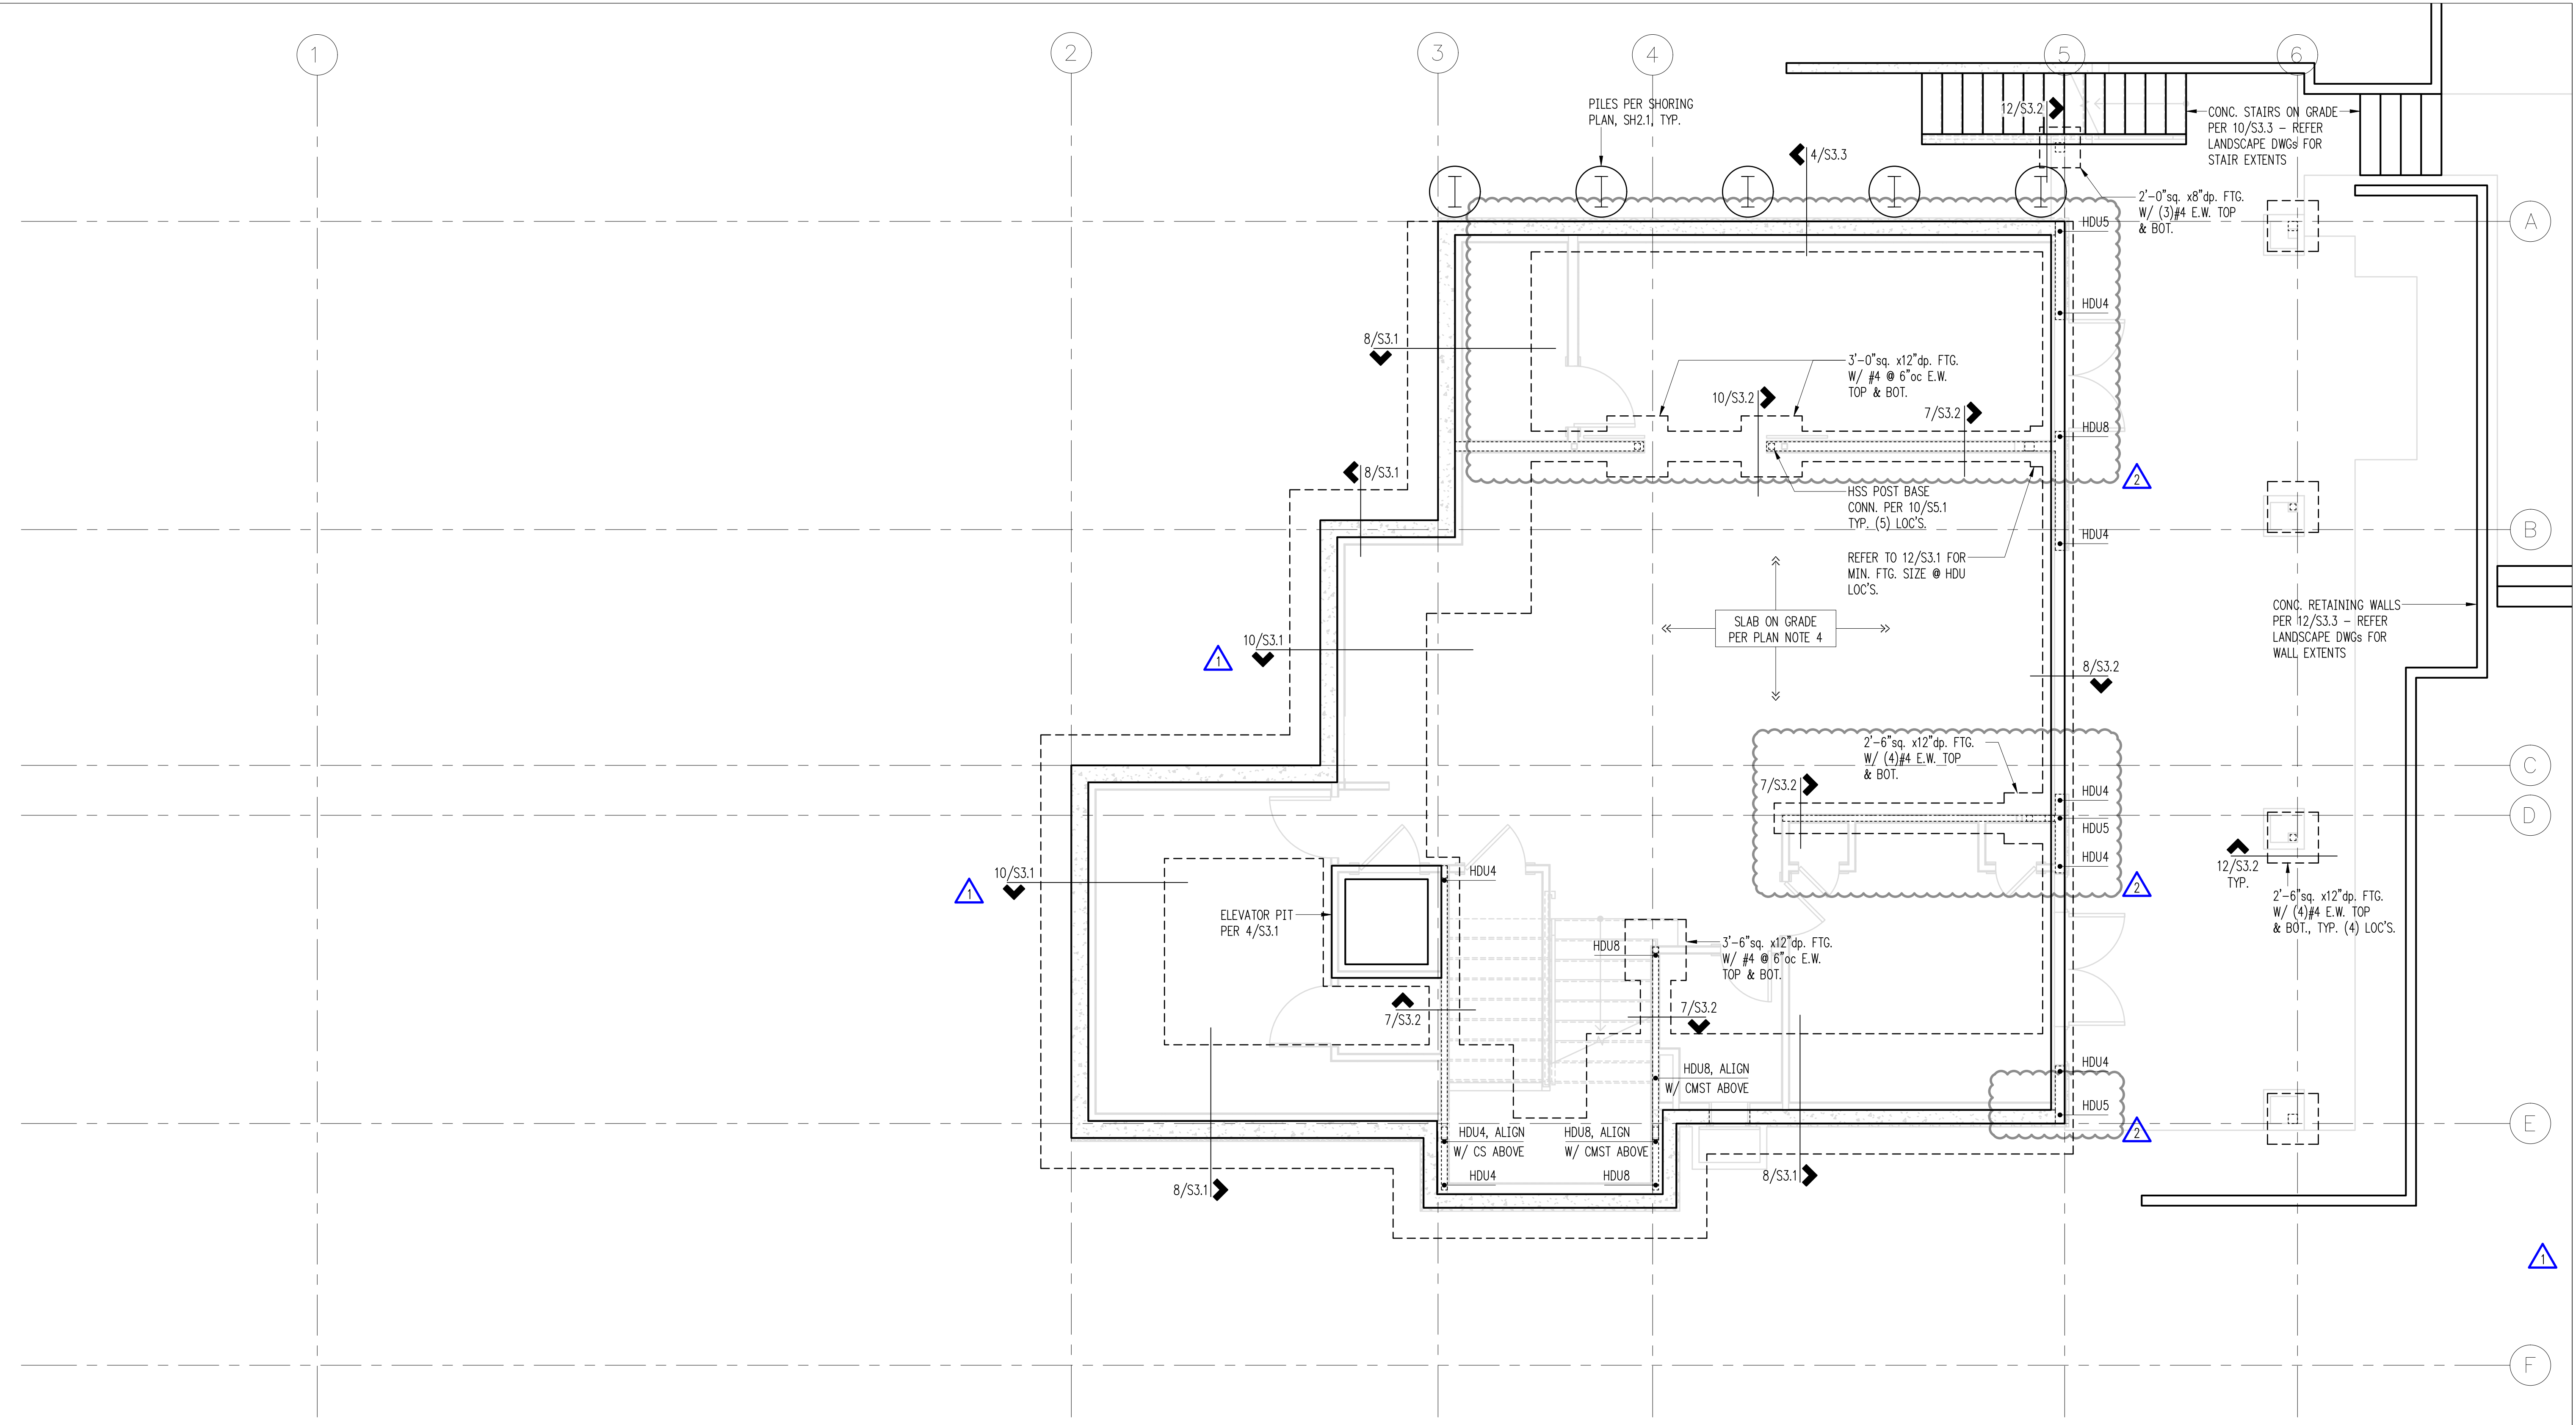 1
2
3
4
5
6
PILES PER SHORING
PLAN, SH2.1, TYP.
12/S3.2
CONC. STAIRS ON GRADE
PER 10/S3.3 - REFER
LANDSCAPE DWGs FOR
STAIR EXTENTS
4/S3.3
2'-0"sq. x8"dp. FTG.
W/ (3)#4 E.W. TOP
& BOT.
HDU5
A
HDU4
8/S3.1
3'-0"sq. x12"dp. FTG.
W/ #4 @ 6"oc E.W.
TOP & BOT.
10/S3.2
7/S3.2
HDU8
8/S3.1
2
HSS POST BASE
CONN. PER 10/S5.1
TYP. (5) LOC'S.
B
HDU4
REFER TO 12/S3.1 FOR
MIN. FTG. SIZE @ HDU
LOC'S.
CONC. RETAINING WALLS
PER 12/S3.3 - REFER
LANDSCAPE DWGs FOR
WALL EXTENTS
SLAB ON GRADE
PER PLAN NOTE 4
10/S3.1
1
8/S3.2
2'-6"sq. x12"dp. FTG.
W/ (4)#4 E.W. TOP
& BOT.
C
7/S3.2
HDU4
D
HDU5
HDU4
12/S3.2
TYP.
HDU4
10/S3.1
1
2
2'-6"sq. x12"dp. FTG.
W/ (4)#4 E.W. TOP
& BOT., TYP. (4) LOC'S.
ELEVATOR PIT
PER 4/S3.1
HDU8
3'-6"sq. x12"dp. FTG.
W/ #4 @ 6"oc E.W.
TOP & BOT.
7/S3.2
7/S3.2
HDU4
HDU8, ALIGN
W/ CMST ABOVE
HDU5
E
2
HDU4, ALIGN
W/ CS ABOVE
HDU8, ALIGN
W/ CMST ABOVE
HDU4
HDU8
8/S3.1
8/S3.1
1
F